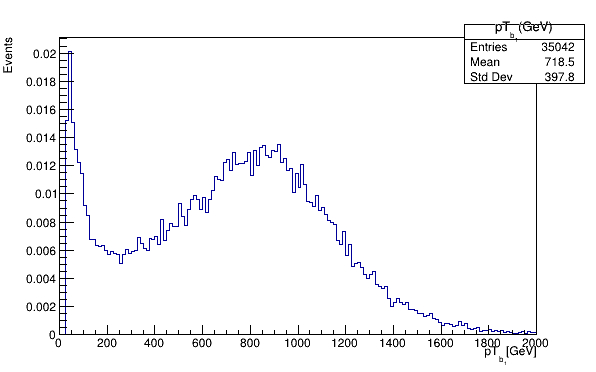 pT_b_1 (GeV)
Entries 35042
Mean 718.5
Std Dev 397.8
Events
0.02
0.018
0.016
0.014
0.012
0.01
0.008
0.006
0.004
0.002
0
0 200 400 600 800 1000 1200 1400 1600 1800 2000
pT_b_1 [GeV]